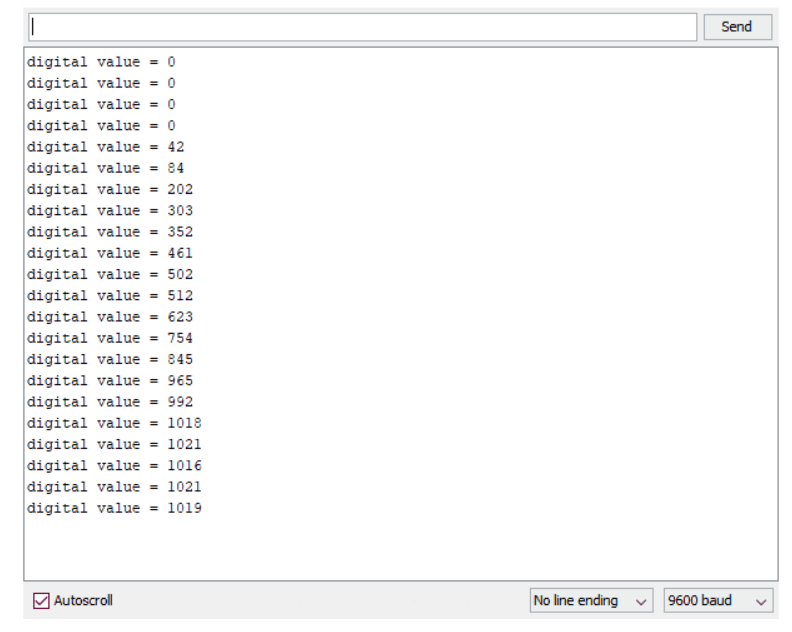 Send
digital value = 0
digital value = 0
digital value = 0
digital value = 0
digital value = 42
digital value = 84
digital value = 202
digital value = 303
digital value = 352
digital value = 461
digital value = 502
digital value = 512
digital value = 623
digital value = 754
digital value = 845
digital value = 965
digital value = 992
digital value = 1018
digital value = 1021
digital value = 1016
digital value = 1021
digital value = 1019
Autoscroll No line ending 9600 baud